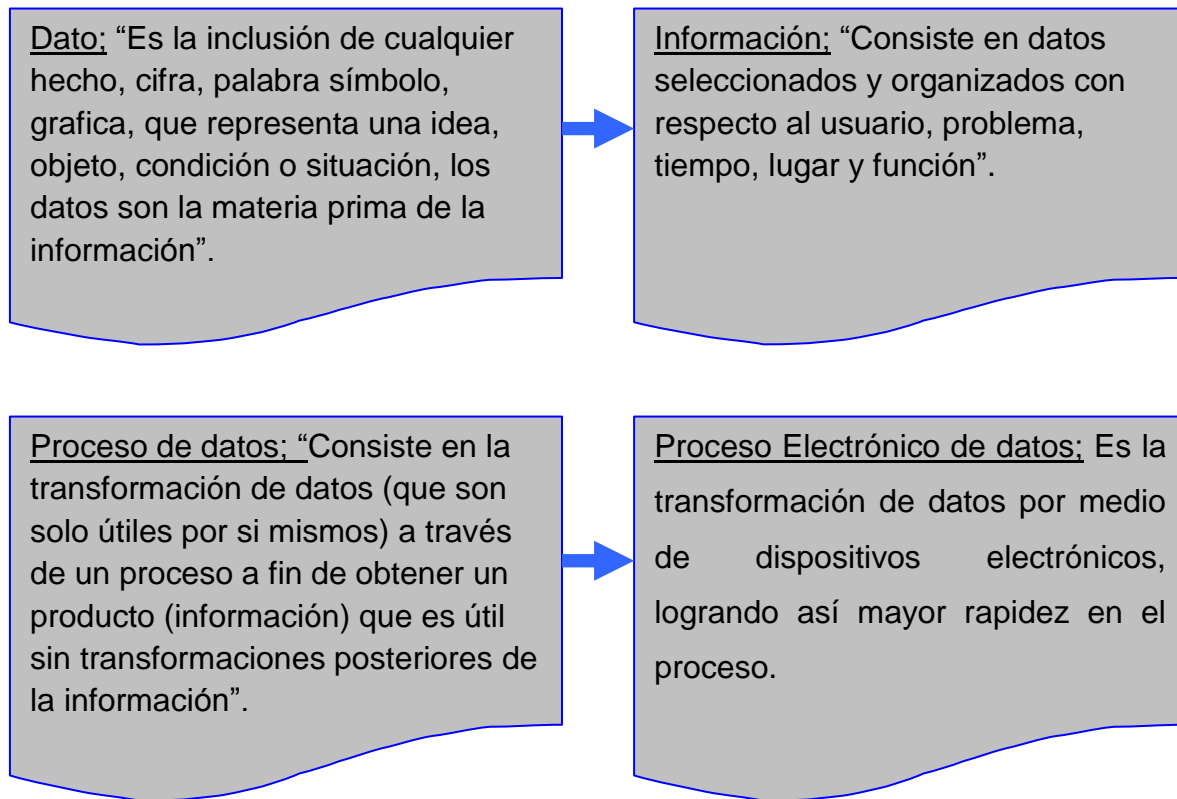 Dato; “Es la inclusión de cualquier
hecho, cifra, palabra símbolo,
grafica, que representa una idea,
objeto, condición o situación, los
datos son la materia prima de la
información”.
Información; “Consiste en datos
seleccionados y organizados con
respecto al usuario, problema,
tiempo, lugar y función”.
Proceso de datos; “Consiste en la
transformación de datos (que son
solo útiles por si mismos) a través
de un proceso a fin de obtener un
producto (información) que es útil
sin transformaciones posteriores de
la información”.
Proceso Electrónico de datos; Es la
transformación de datos por medio
de dispositivos electrónicos,
logrando así mayor rapidez en el
proceso.